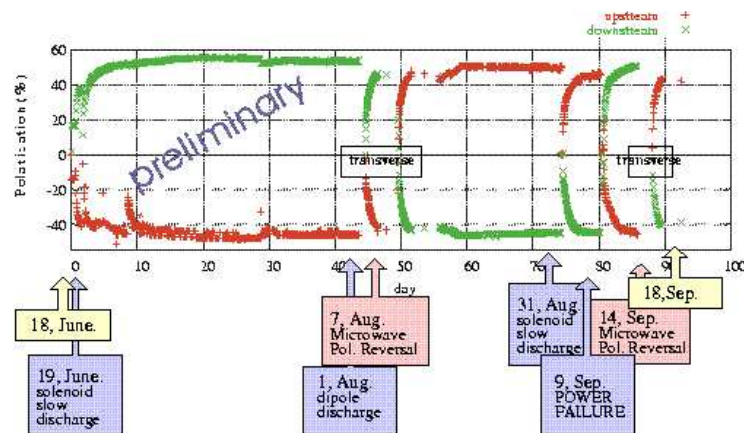 upstream +
downstream ×
Polarisation (%)
60
40
20
0
-20
-40
preliminary
transverse
transverse
0
10
20
30
40
50
60
70
80
90
100
day
18, June.
19, June.
solenoid
slow
discharge
7, Aug.
Microwave
Pol. Reversal
1, Aug.
dipole
discharge
31, Aug.
solenoid
slow
discharge
14, Sep.
Microwave
Pol. Reversal
18,Sep.
9, Sep.
POWER
FAILURE